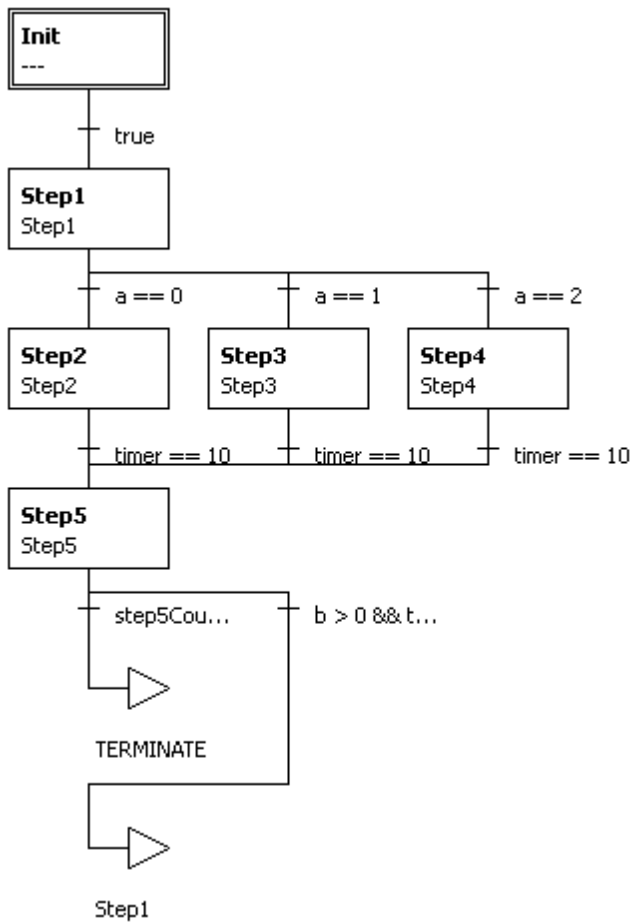 Init
---
true
Step1
Step1
a == 0 a == 1 a == 2
Step2 Step3 Step4
Step2 Step3 Step4
timer == 10 timer == 10 timer == 10
Step5
Step5
step5Cou... b > 0 && t...
TERMINATE
Step1